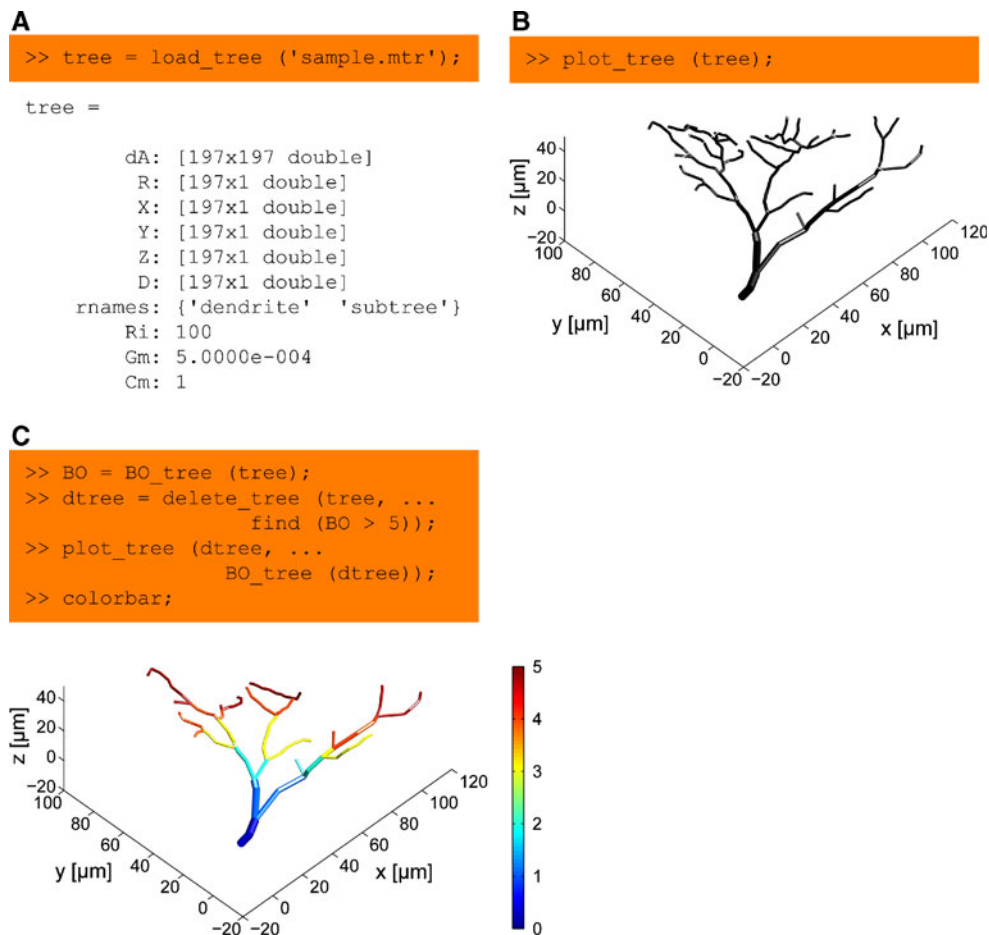 A
>> tree = load_tree ('sample.mtr');
tree =
dA: [197x197 double]
R: [197x1 double]
X: [197x1 double]
Y: [197x1 double]
Z: [197x1 double]
D: [197x1 double]
rnames: {'dendrite' 'subtree'}
Ri: 100
Gm: 5.0000e-004
Cm: 1
B
>> plot_tree (tree);
z [µm]
40
20
0
−20
100
80
60
40
20
0
−20
y [µm]
−20
0
20
40
60
80
100
120
x [µm]
C
>> BO = BO_tree (tree);
>> dtree = delete_tree (tree, ...
find (BO > 5));
>> plot_tree (dtree, ...
BO_tree (dtree));
>> colorbar;
z [µm]
40
20
0
−20
100
80
60
40
20
0
−20
y [µm]
−20
0
20
40
60
80
100
120
x [µm]
5
4
3
2
1
0